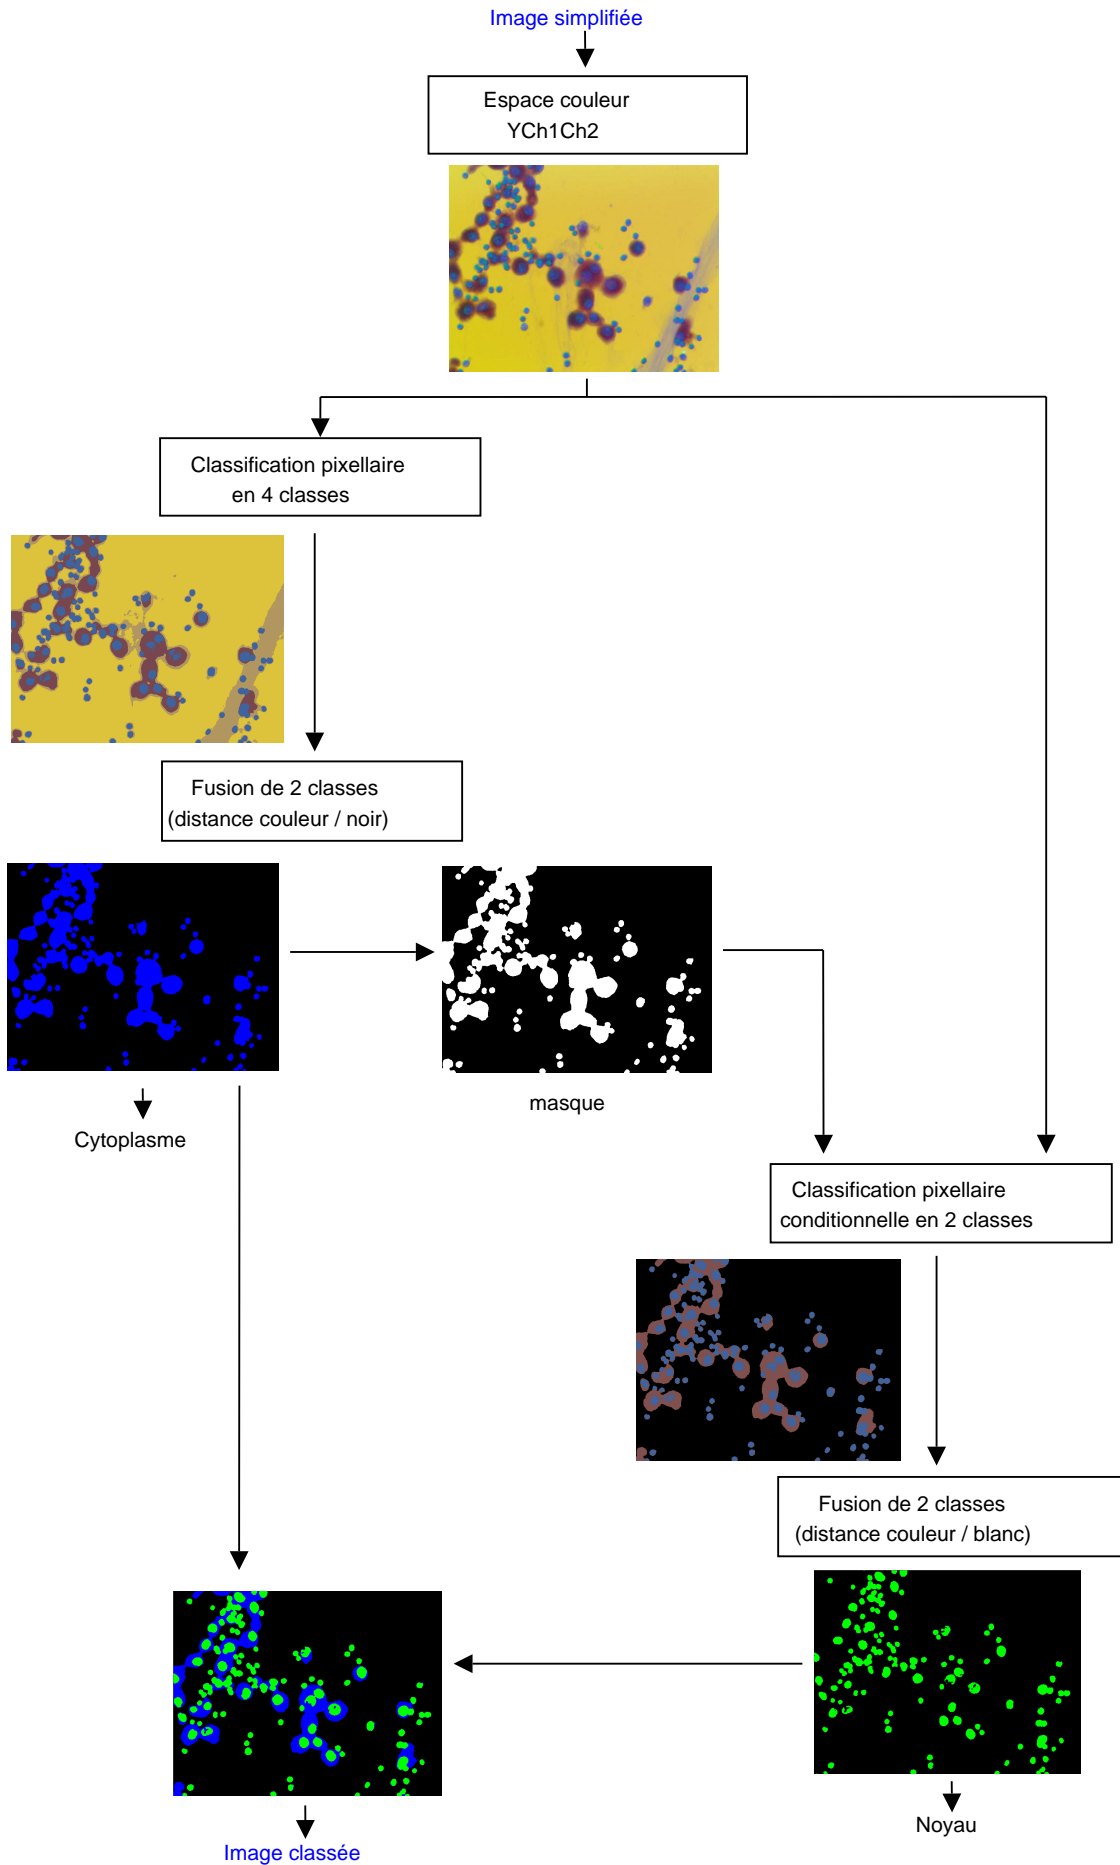 Image simplifiée
Espace couleur
YCh1Ch2
Classification pixellaire
en 4 classes
Fusion de 2 classes
(distance couleur / noir)
masque
Cytoplasme
Classification pixellaire
conditionnelle en 2 classes
Fusion de 2 classes
(distance couleur / blanc)
Noyau
Image classée